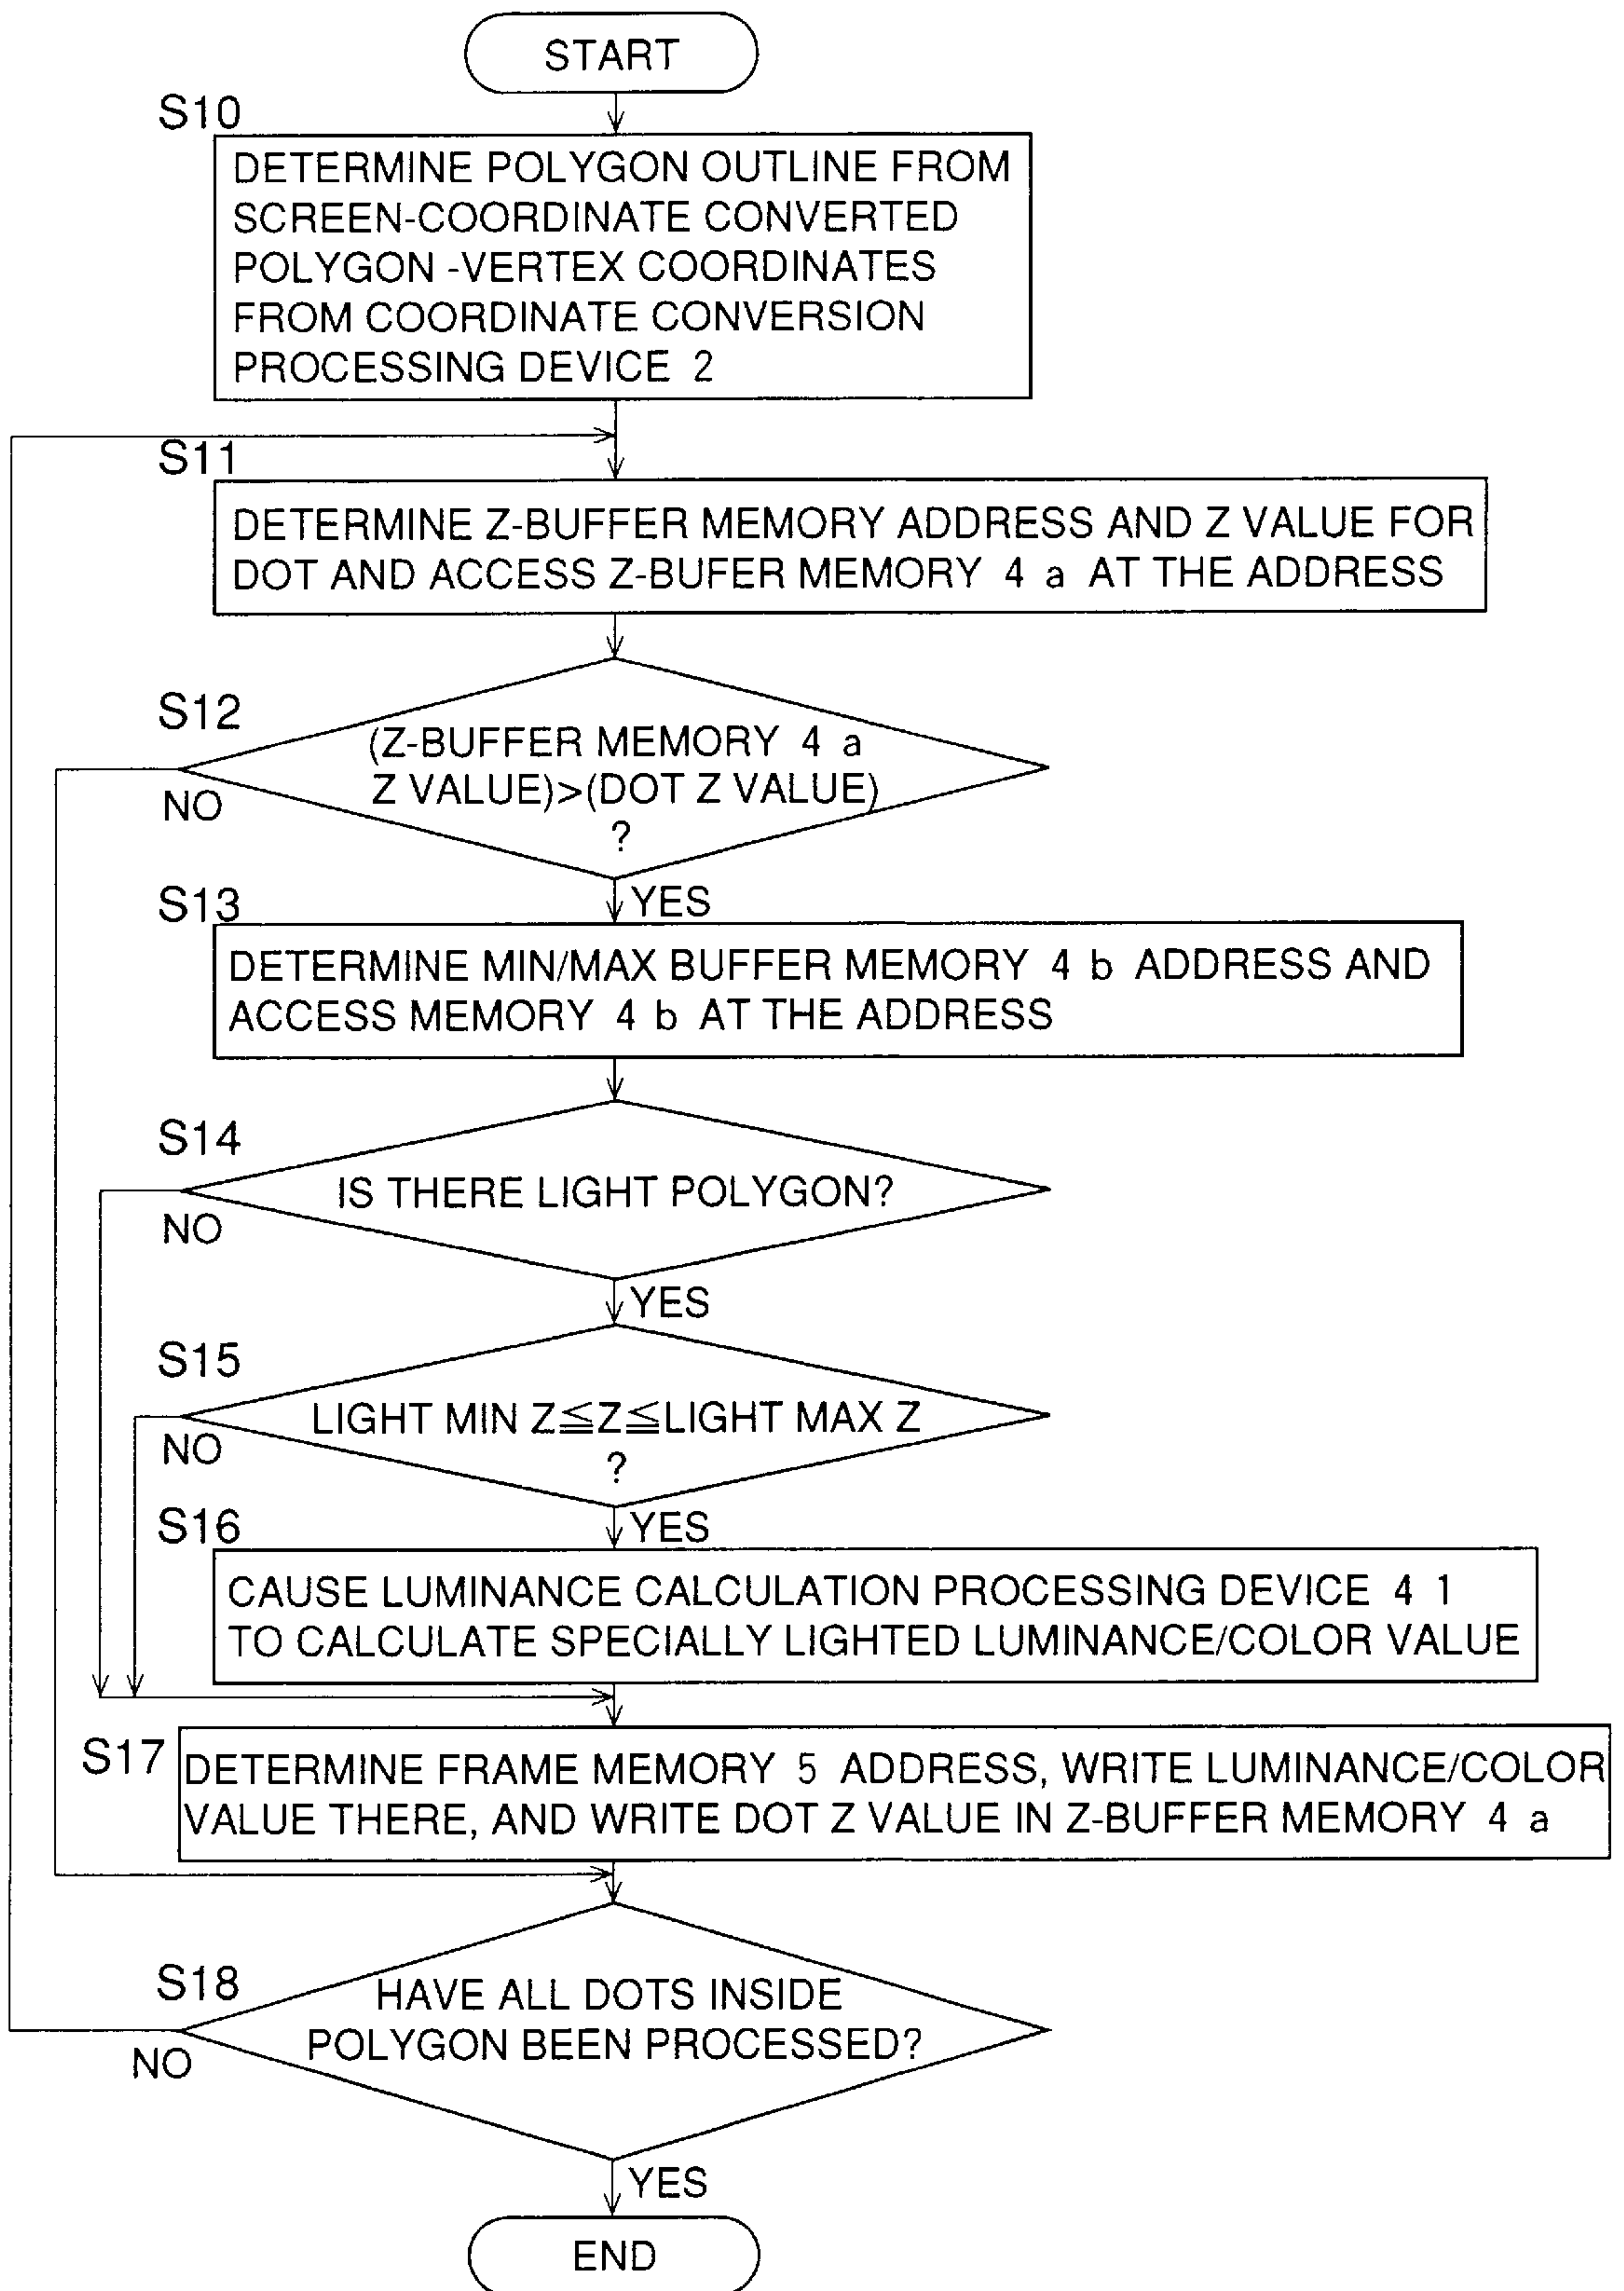 START
S10
DETERMINE POLYGON OUTLINE FROM
SCREEN-COORDINATE CONVERTED
POLYGON -VERTEX COORDINATES
FROM COORDINATE CONVERSION
PROCESSING DEVICE 2
S11
DETERMINE Z-BUFFER MEMORY ADDRESS AND Z VALUE FOR
DOT AND ACCESS Z-BUFER MEMORY 4 a AT THE ADDRESS
S12
(Z-BUFFER MEMORY 4 a
Z VALUE)>(DOT Z VALUE)
?
NO
YES
S13
DETERMINE MIN/MAX BUFFER MEMORY 4 b ADDRESS AND
ACCESS MEMORY 4 b AT THE ADDRESS
S14
IS THERE LIGHT POLYGON?
NO
YES
S15
LIGHT MIN Z≦Z≦LIGHT MAX Z
?
NO
YES
S16
CAUSE LUMINANCE CALCULATION PROCESSING DEVICE 4 1
TO CALCULATE SPECIALLY LIGHTED LUMINANCE/COLOR VALUE
S17
DETERMINE FRAME MEMORY 5 ADDRESS, WRITE LUMINANCE/COLOR
VALUE THERE, AND WRITE DOT Z VALUE IN Z-BUFFER MEMORY 4 a
S18
HAVE ALL DOTS INSIDE
POLYGON BEEN PROCESSED?
NO
YES
END